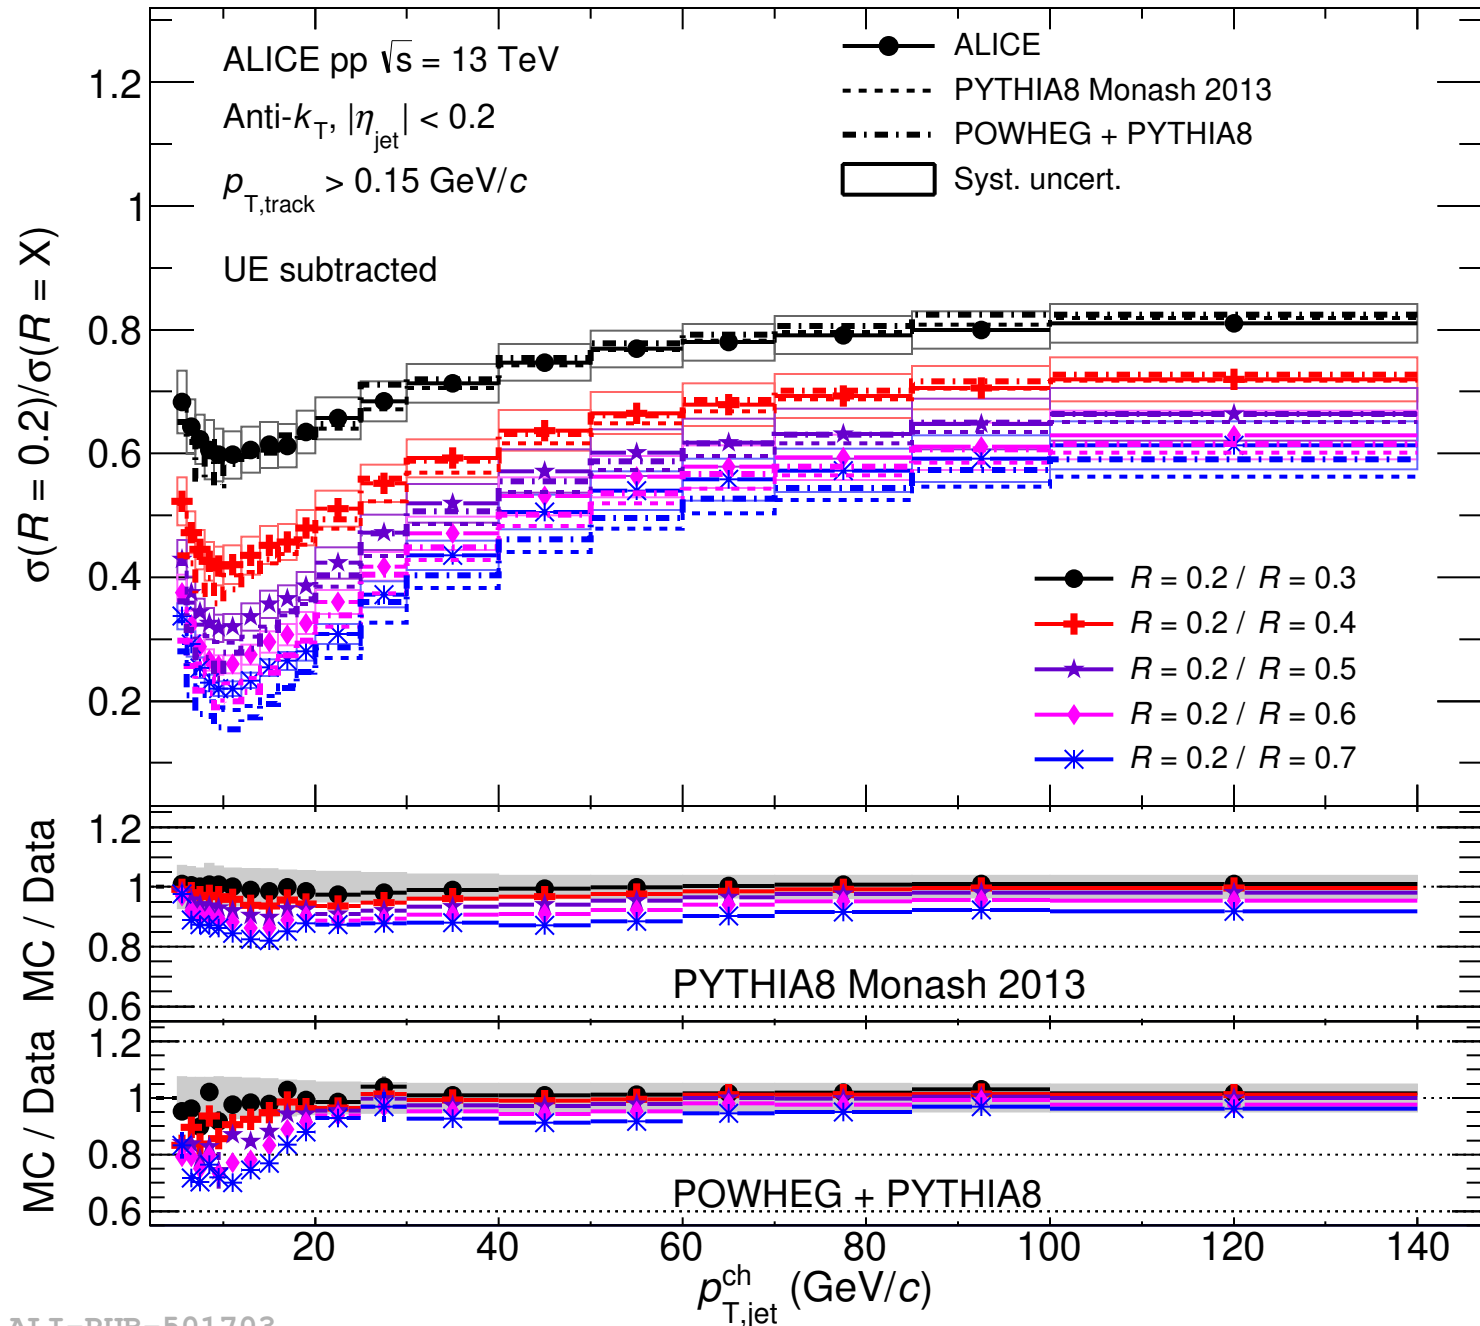 ALICE pp √s = 13 TeV
Anti-kT, |ηjet| < 0.2
pT,track > 0.15 GeV/c
UE subtracted
ALICE
PYTHIA8 Monash 2013
POWHEG + PYTHIA8
Syst. uncert.
σ(R = 0.2)/σ(R = X)
1.2
1
0.8
0.6
0.4
0.2
R = 0.2 / R = 0.3
R = 0.2 / R = 0.4
R = 0.2 / R = 0.5
R = 0.2 / R = 0.6
R = 0.2 / R = 0.7
MC / Data
1.2
1
0.8
0.6
PYTHIA8 Monash 2013
MC / Data
1.2
1
0.8
0.6
POWHEG + PYTHIA8
20 40 60 80 100 120 140
p^ch_T,jet (GeV/c)
ALI-PUB-501703